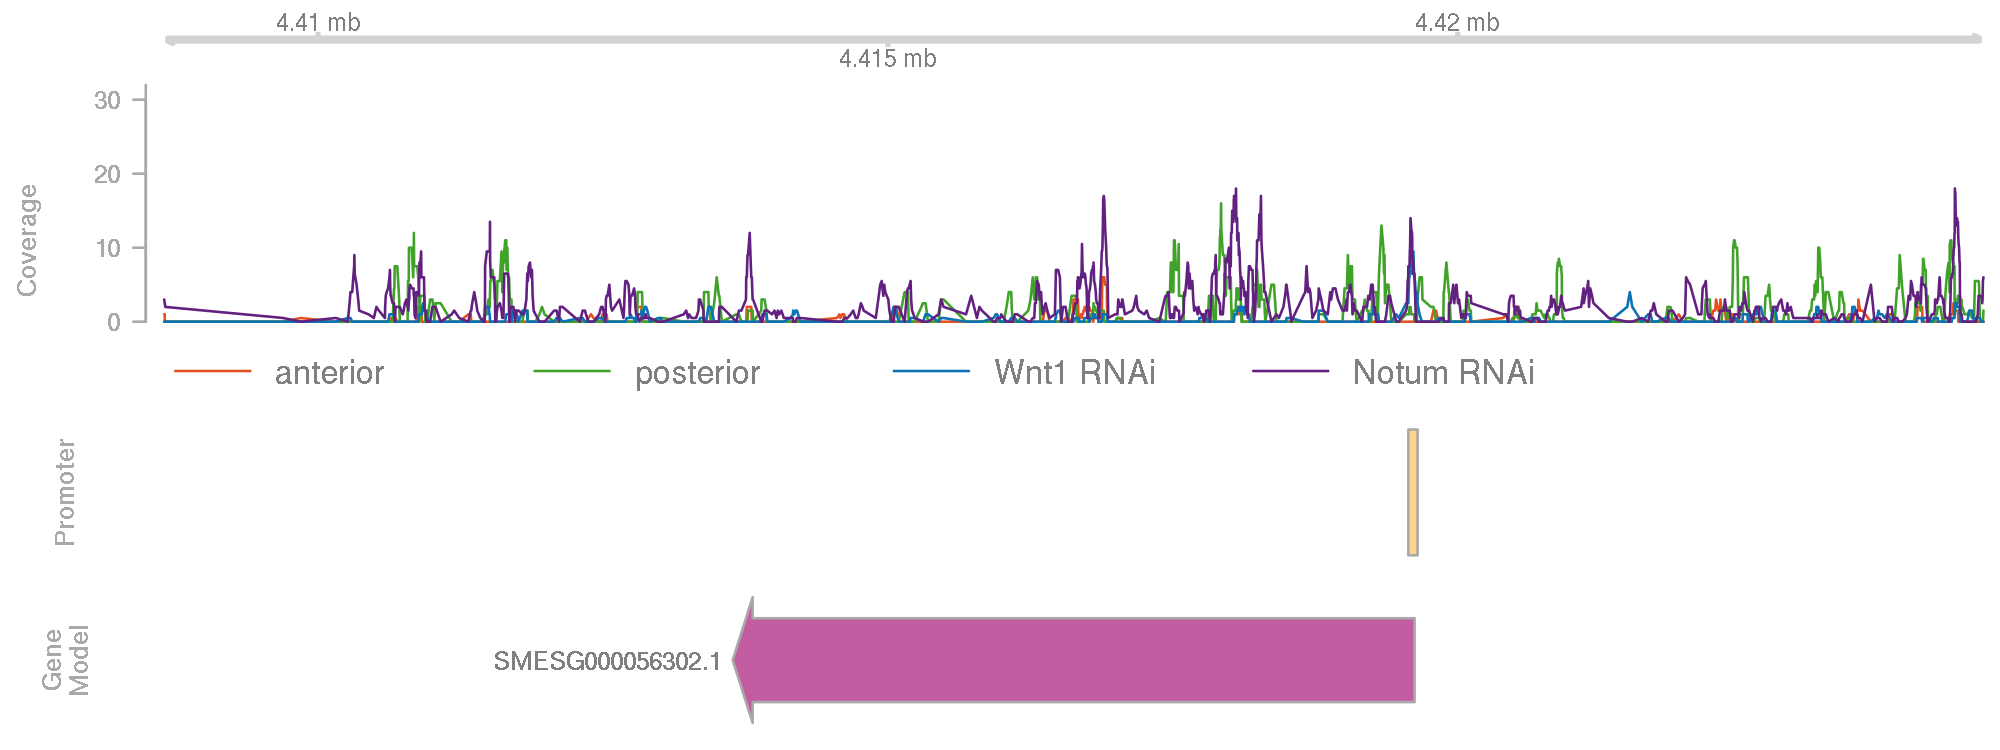 4.41 mb
4.42 mb
4.415 mb
30
20
10
0
Coverage
anterior posterior Wnt1 RNAi Notum RNAi
Promoter
Gene
Model
SMESG000056302.1